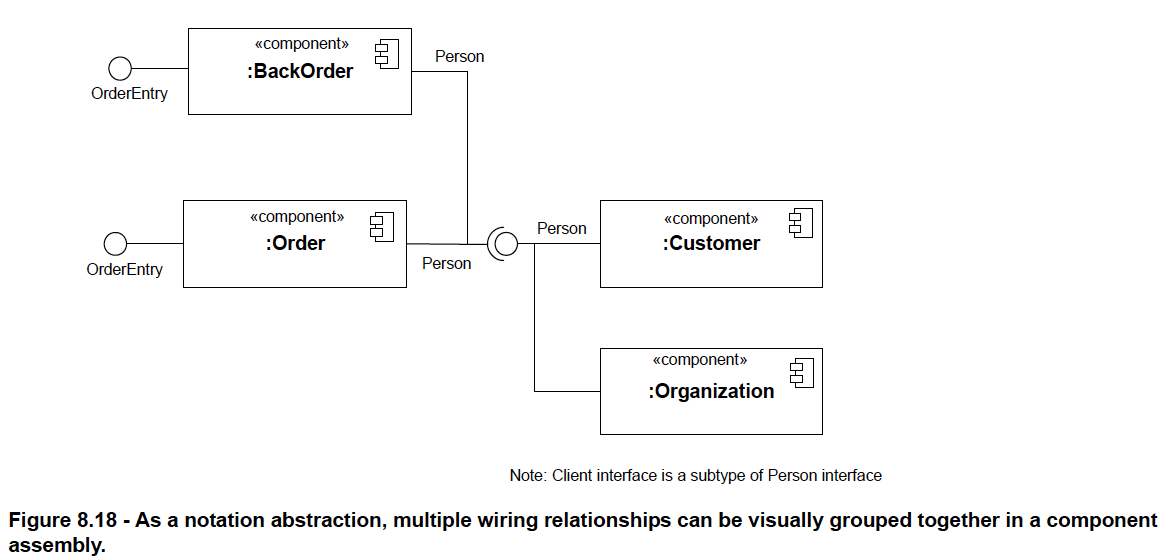 «component»
:BackOrder
Person
OrderEntry
«component»
:Order
OrderEntry
Person
Person
«component»
:Customer
«component»
:Organization
Note: Client interface is a subtype of Person interface
Figure 8.18 - As a notation abstraction, multiple wiring relationships can be visually grouped together in a component
assembly.